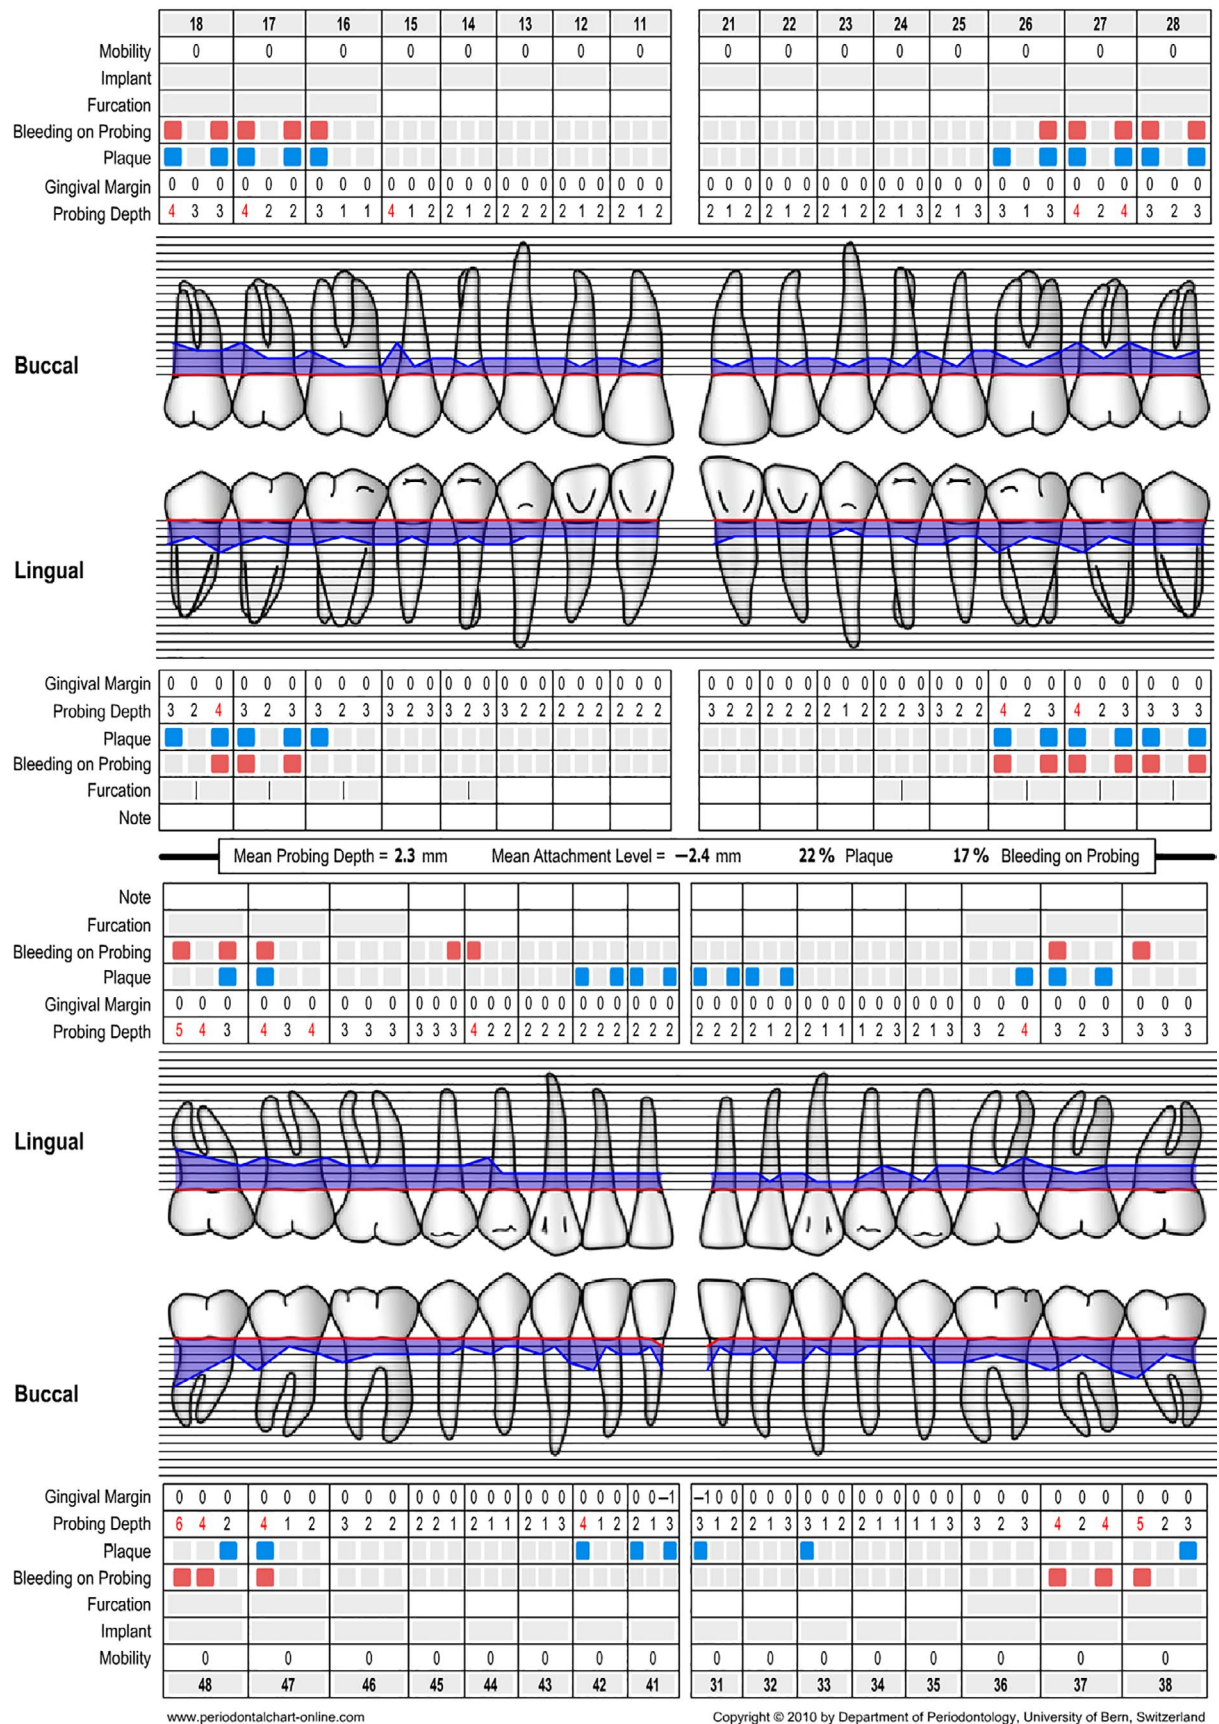 18 17 16 15 14 13 12 11 21 22 23 24 25 26 27 28
Mobility 0 0 0 0 0 0 0 0 0 0 0 0 0 0 0 0
Implant
Furcation
Bleeding on Probing
Plaque
Gingival Margin 0 0 0 0 0 0 0 0 0 0 0 0 0 0 0 0 0 0 0 0 0 0 0 0 0 0 0 0 0 0 0 0 0 0 0 0 0 0 0 0 0 0 0 0 0 0 0 0
Probing Depth 4 3 3 4 2 2 3 1 1 4 1 2 2 1 2 2 2 2 2 1 2 2 1 2 2 1 2 2 1 2 2 2 2 2 1 3 2 1 3 3 1 3 4 2 4 3 2 3
Buccal
Lingual
Gingival Margin 0 0 0 0 0 0 0 0 0 0 0 0 0 0 0 0 0 0 0 0 0 0 0 0 0 0 0 0 0 0 0 0 0 0 0 0 0 0 0 0 0 0 0 0 0 0 0 0
Probing Depth 3 2 4 3 2 3 3 2 3 3 2 3 3 2 3 3 2 2 2 2 2 2 2 2 3 2 2 2 2 2 2 1 2 2 2 3 3 2 2 4 2 3 4 2 3 3 3 3
Plaque
Bleeding on Probing
Furcation
Note
Mean Probing Depth = 2.3 mm Mean Attachment Level = −2.4 mm 22 % Plaque 17 % Bleeding on Probing
Note
Furcation
Bleeding on Probing
Plaque
Gingival Margin 0 0 0 0 0 0 0 0 0 0 0 0 0 0 0 0 0 0 0 0 0 0 0 0 0 0 0 0 0 0 0 0 0 0 0 0 0 0 0 0 0 0 0 0 0 0 0 0
Probing Depth 5 4 3 4 3 4 3 3 3 3 3 3 4 2 2 2 2 2 2 2 2 2 2 2 2 2 2 2 1 2 2 1 1 1 2 3 2 1 3 3 2 4 3 2 3 3 3 3
Lingual
Buccal
Gingival Margin 0 0 0 0 0 0 0 0 0 0 0 0 0 0 0 0 0 0 0 0 0 0 0 −1 −1 0 0 0 0 0 0 0 0 0 0 0 0 0 0 0 0 0 0 0 0 0 0 0
Probing Depth 6 4 2 4 1 2 3 2 2 2 2 1 2 1 1 2 1 3 4 1 2 2 1 3 3 1 2 2 1 3 3 1 2 2 1 1 1 1 3 3 2 3 4 2 4 5 2 3
Plaque
Bleeding on Probing
Furcation
Implant
Mobility 0 0 0 0 0 0 0 0 0 0 0 0 0 0 0 0
48 47 46 45 44 43 42 41 31 32 33 34 35 36 37 38
www.periodontalchart-online.com Copyright © 2010 by Department of Periodontology, University of Bern, Switzerland